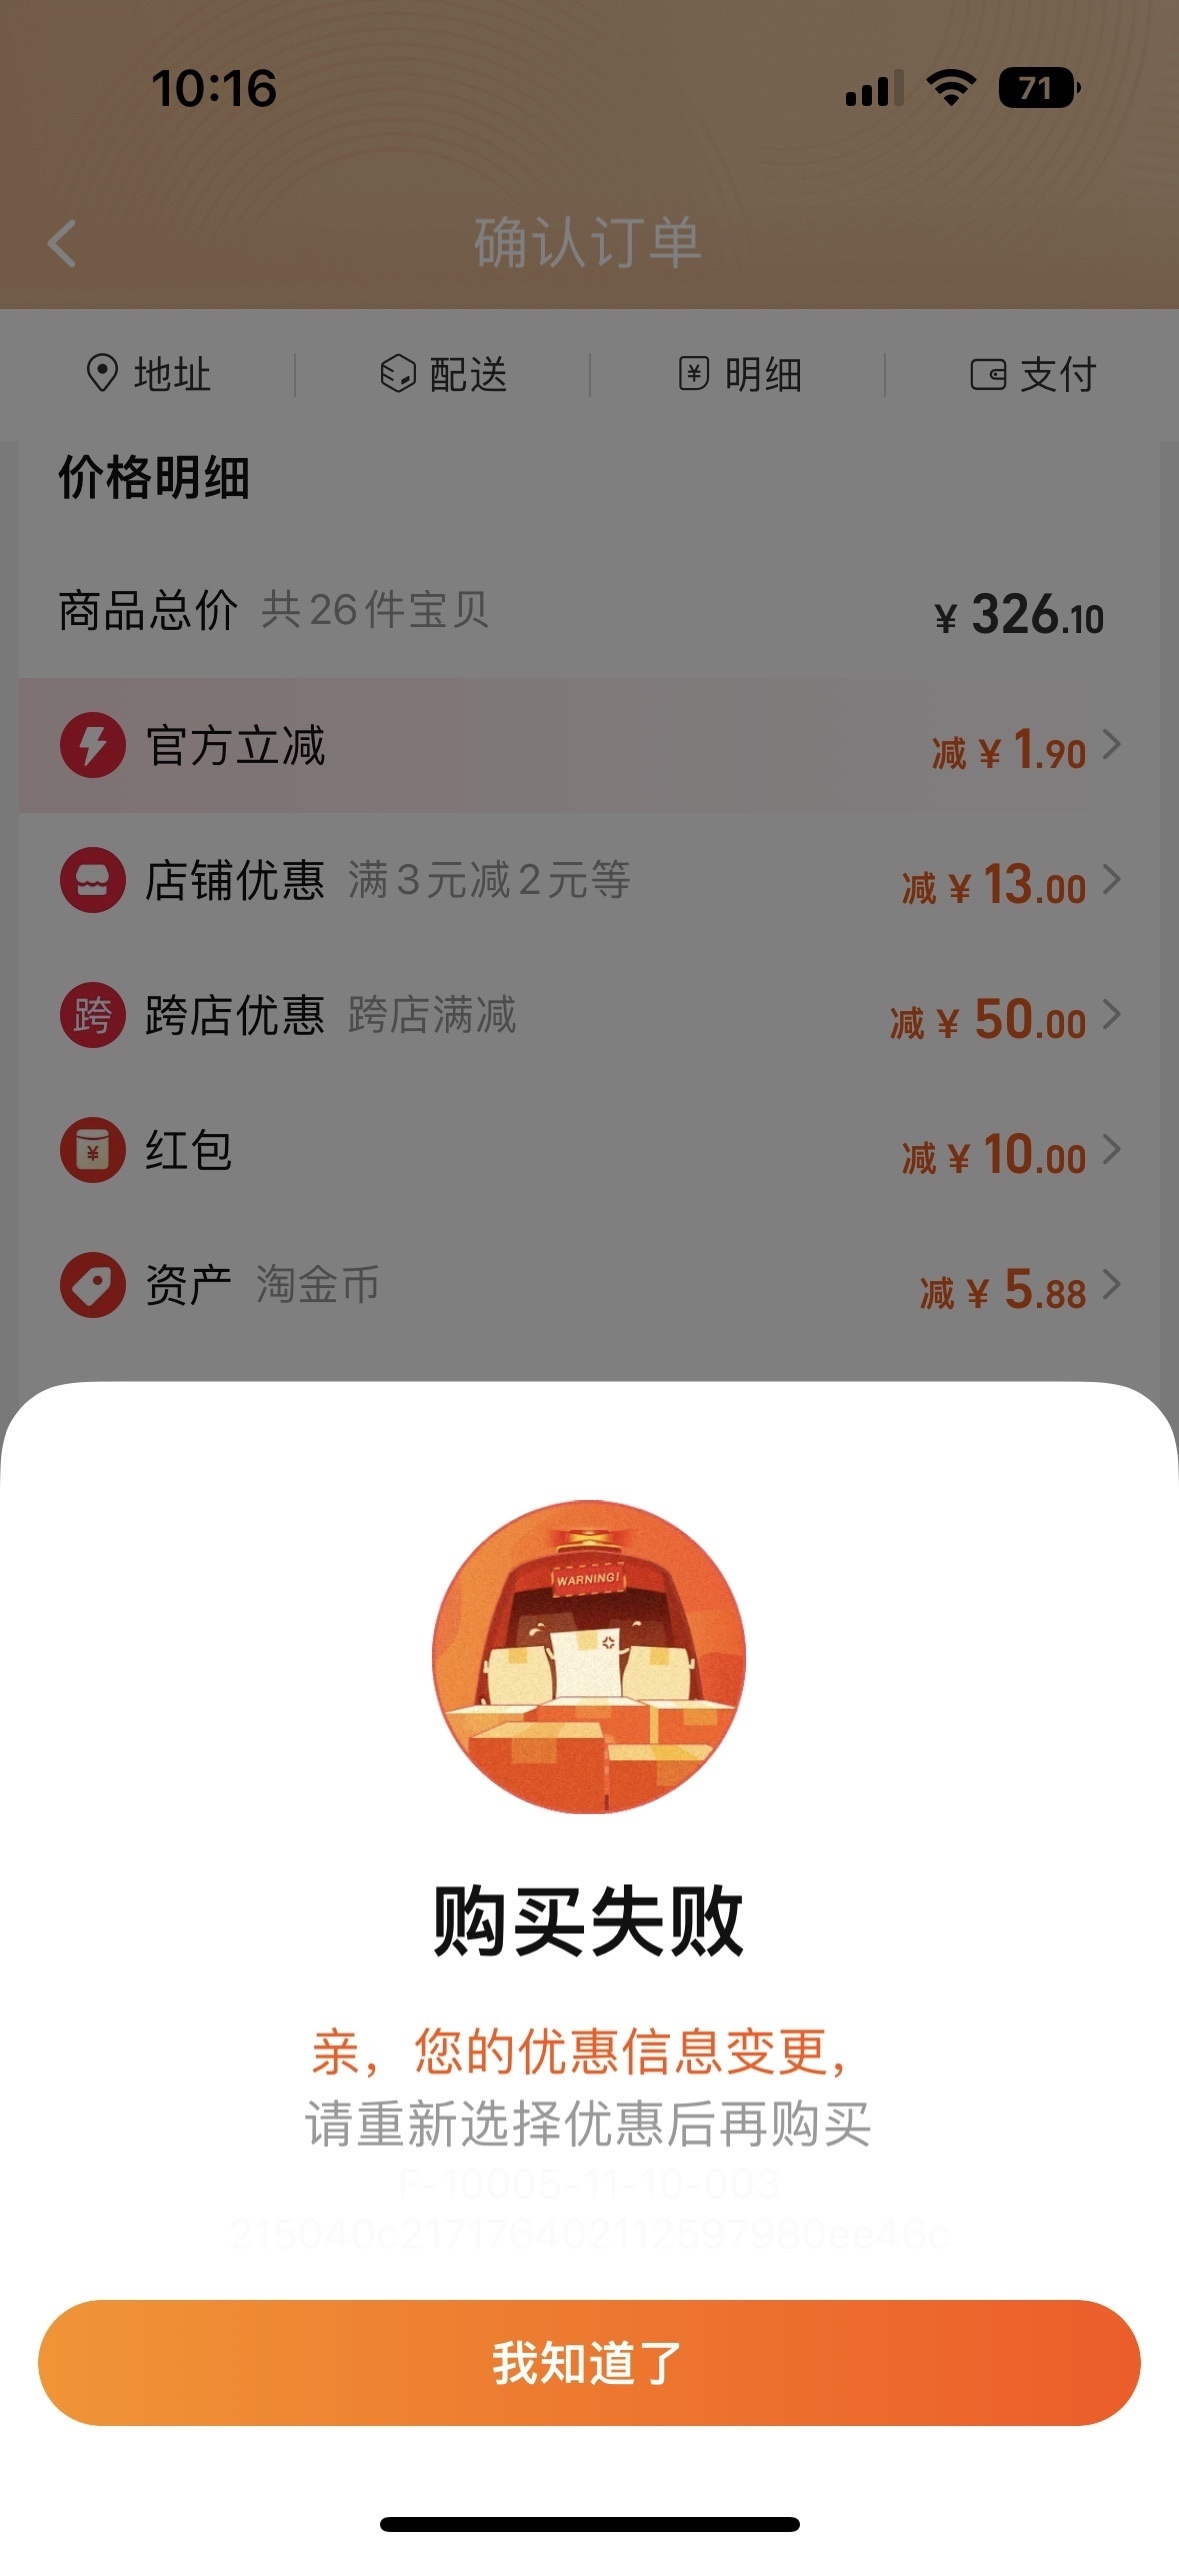 10:16
71
确认订单
地址
配送
明细
支付
价格明细
商品总价 共26件宝贝 ¥ 326.10
官方立减 减 ¥ 1.90
店铺优惠 满3元减2元等 减 ¥ 13.00
跨 跨店优惠 跨店满减 减 ¥ 50.00
¥ 红包 减 ¥ 10.00
资产 淘金币 减 ¥ 5.88
WARNING!
购买失败
亲，您的优惠信息变更，
请重新选择优惠后再购买
F-10005-11-10-003
215040c217176402112597980ee46c
我知道了